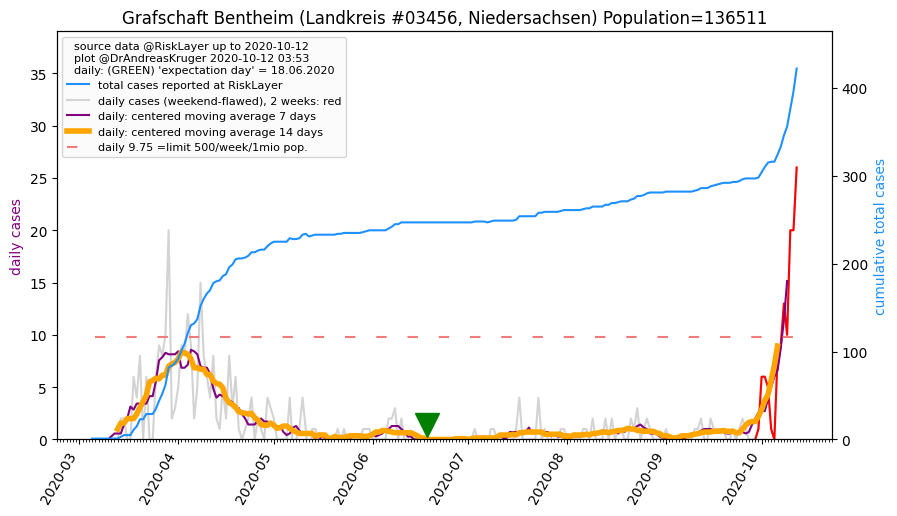 Grafschaft Bentheim (Landkreis #03456, Niedersachsen) Population=136511
source data @RiskLayer up to 2020-10-12
plot @DrAndreasKruger 2020-10-12 03:53
daily: (GREEN) 'expectation day' = 18.06.2020
total cases reported at RiskLayer
daily cases (weekend-flawed), 2 weeks: red
daily: centered moving average 7 days
daily: centered moving average 14 days
daily 9.75 =limit 500/week/1mio pop.
daily cases
35
30
25
20
15
10
5
0
cumulative total cases
400
300
200
100
0
2020-03
2020-04
2020-05
2020-06
2020-07
2020-08
2020-09
2020-10